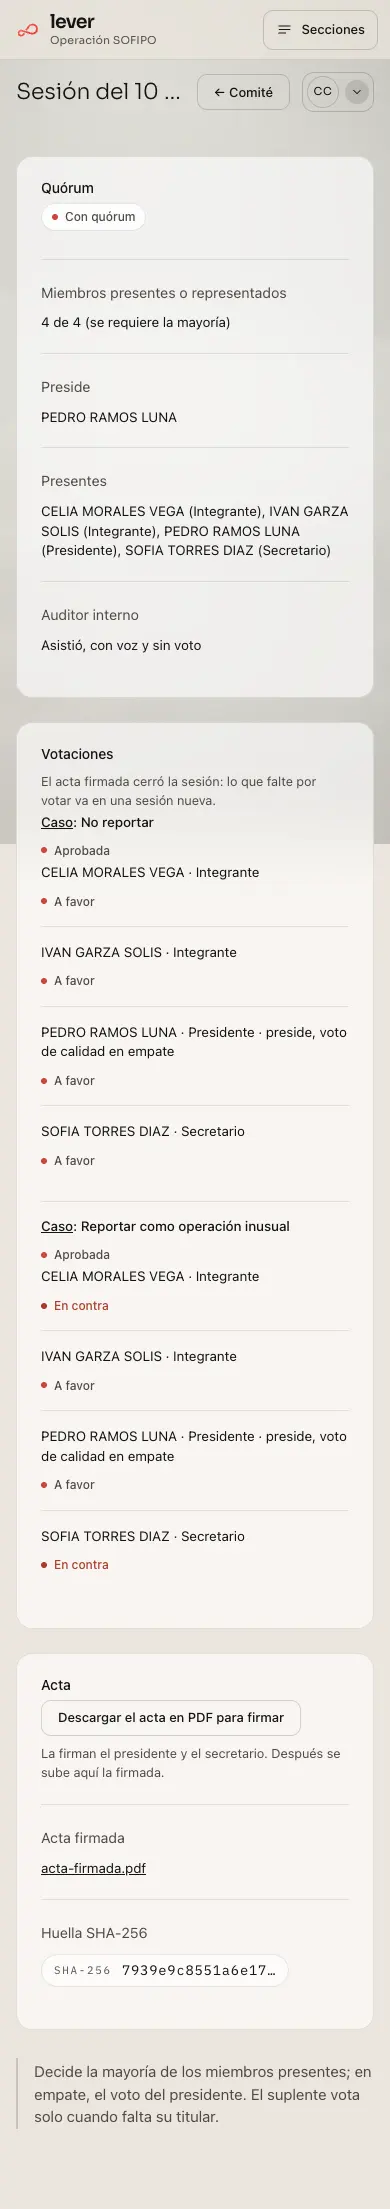 lever
Operación SOFIPO
Secciones
Sesión del 10 ...
← Comité
CC
Quórum
Con quórum
Miembros presentes o representados
4 de 4 (se requiere la mayoría)
Preside
PEDRO RAMOS LUNA
Presentes
CELIA MORALES VEGA (Integrante), IVAN GARZA
SOLIS (Integrante), PEDRO RAMOS LUNA
(Presidente), SOFIA TORRES DIAZ (Secretario)
Auditor interno
Asistió, con voz y sin voto
Votaciones
El acta firmada cerró la sesión: lo que falte por
votar va en una sesión nueva.
Caso: No reportar
Aprobada
CELIA MORALES VEGA · Integrante
A favor
IVAN GARZA SOLIS · Integrante
A favor
PEDRO RAMOS LUNA · Presidente · preside, voto
de calidad en empate
A favor
SOFIA TORRES DIAZ · Secretario
A favor
Caso: Reportar como operación inusual
Aprobada
CELIA MORALES VEGA · Integrante
En contra
IVAN GARZA SOLIS · Integrante
A favor
PEDRO RAMOS LUNA · Presidente · preside, voto
de calidad en empate
A favor
SOFIA TORRES DIAZ · Secretario
En contra
Acta
Descargar el acta en PDF para firmar
La firman el presidente y el secretario. Después se
sube aquí la firmada.
Acta firmada
acta-firmada.pdf
Huella SHA-256
SHA-256 7939e9c8551a6e17…
Decide la mayoría de los miembros presentes; en
empate, el voto del presidente. El suplente vota
solo cuando falta su titular.